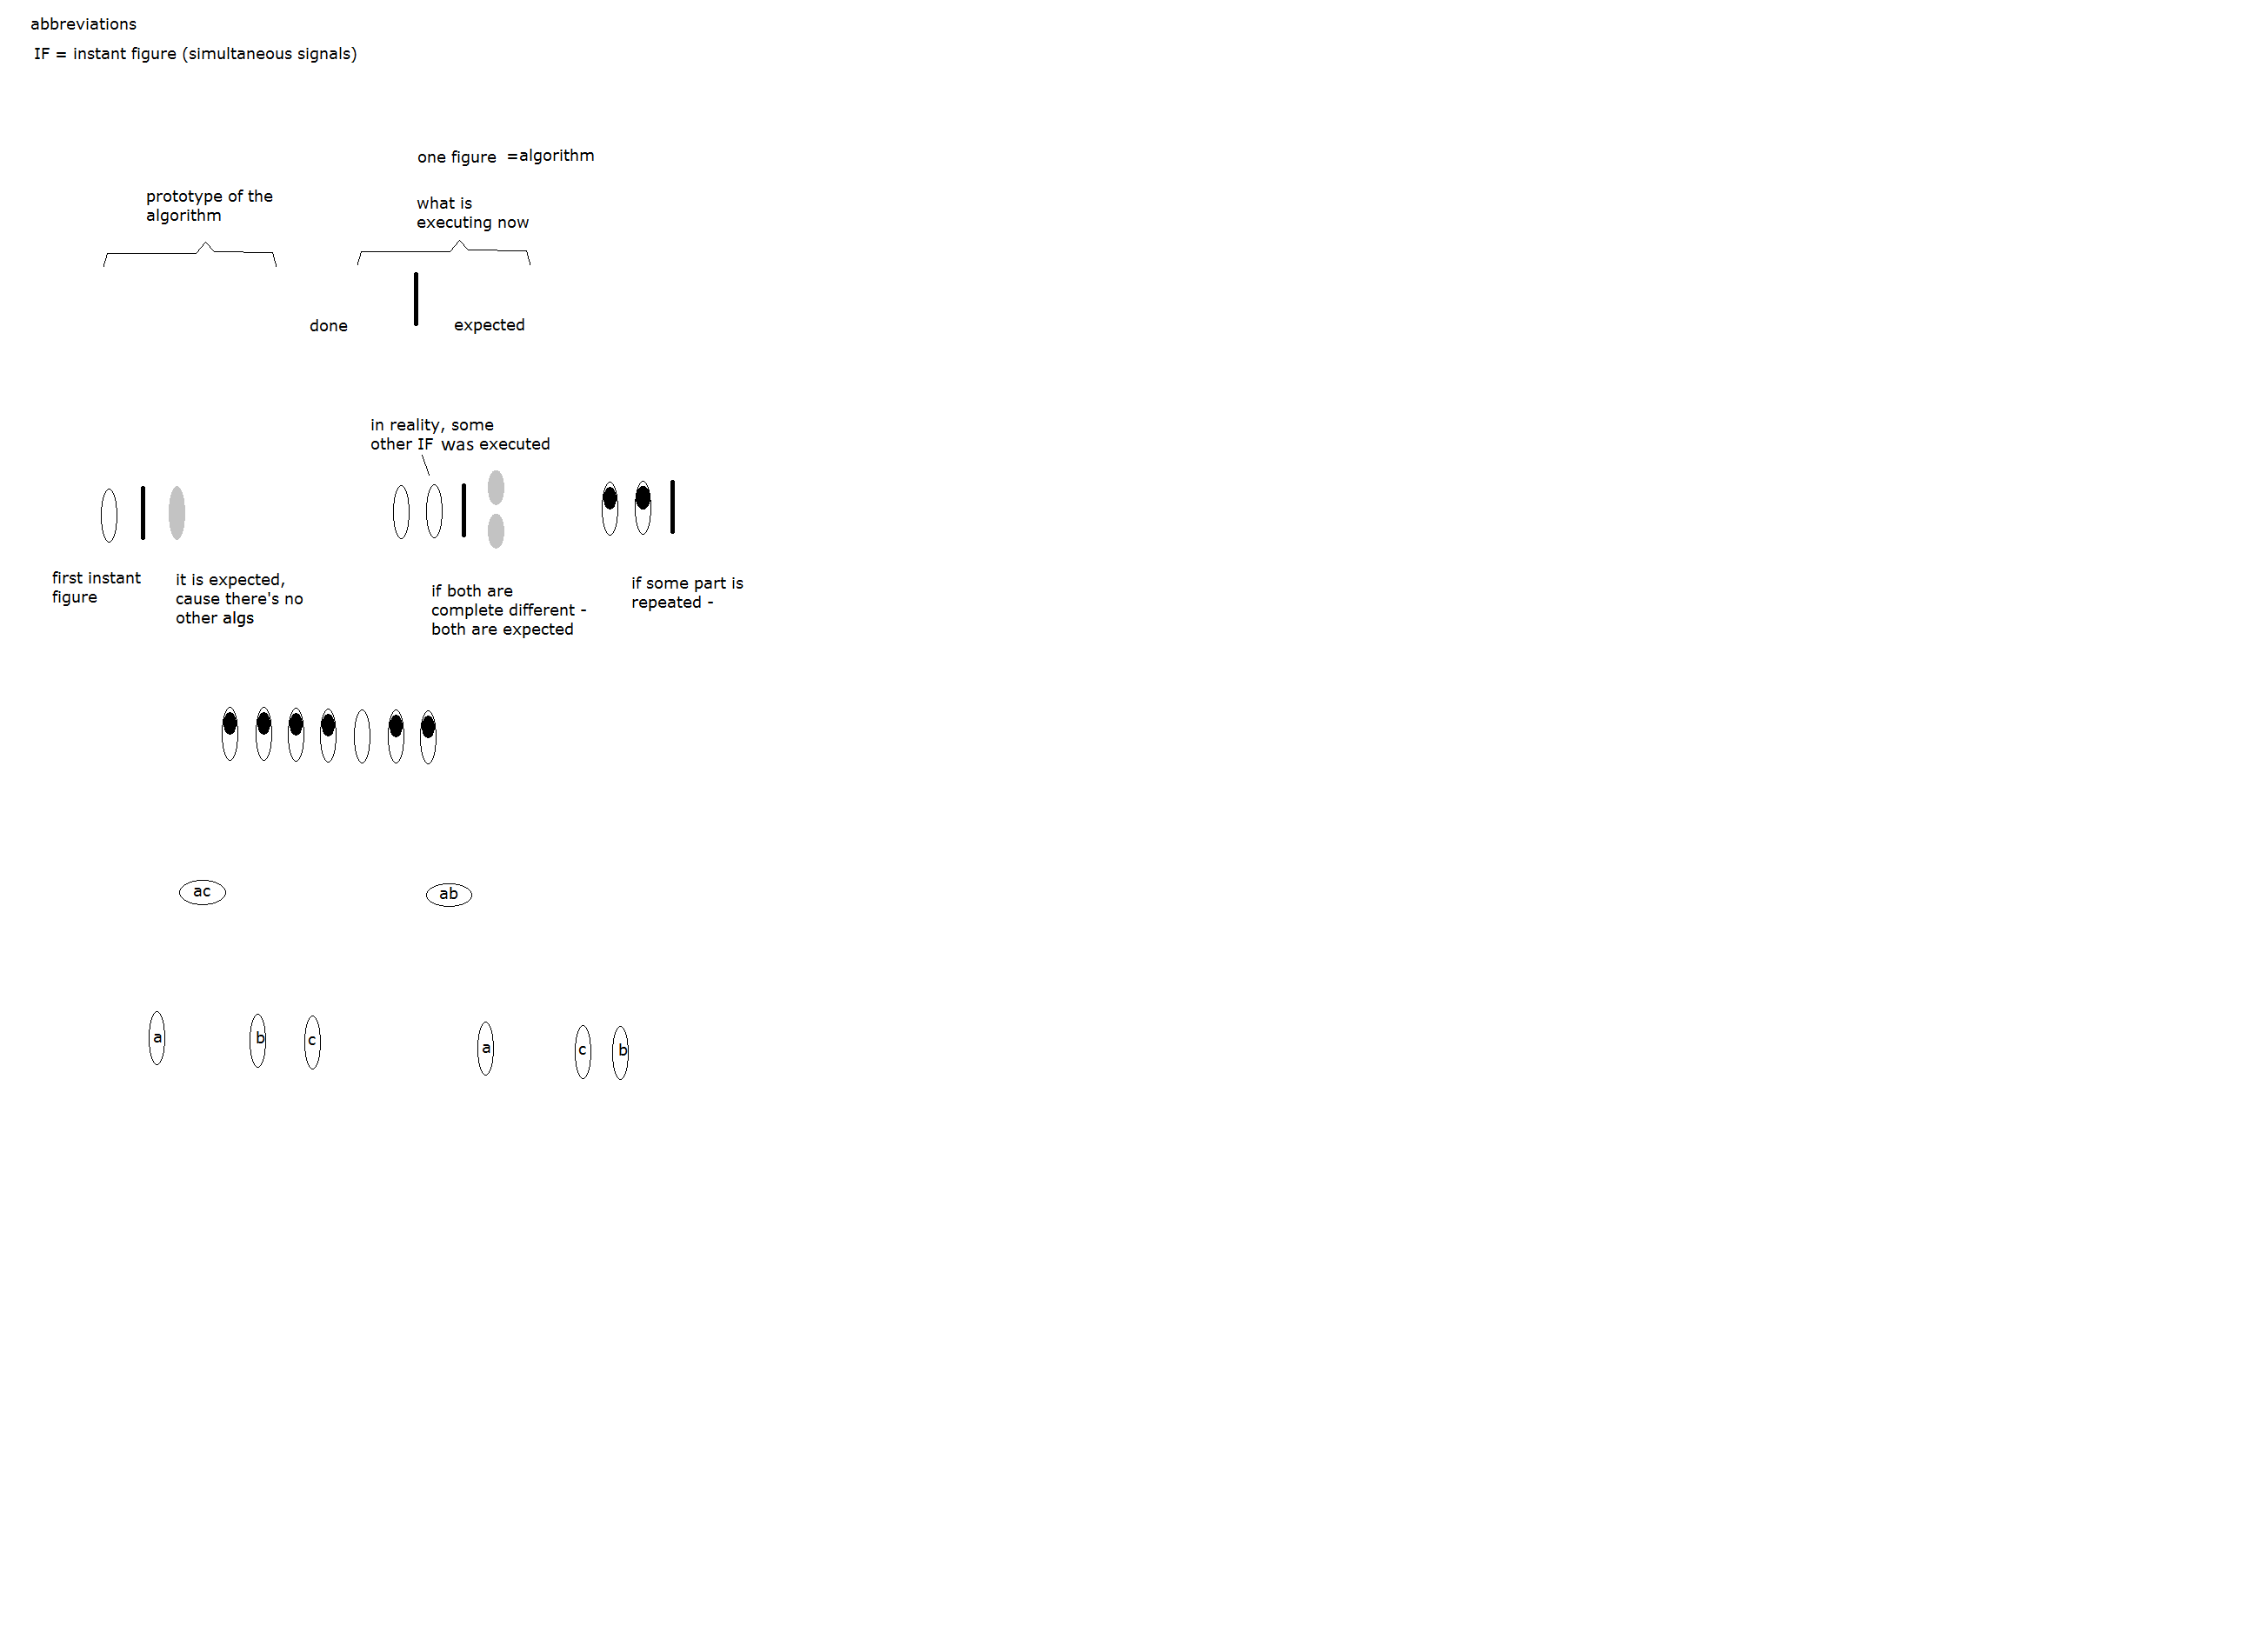 abbreviations
IF = instant figure (simultaneous signals)
one figure =algorithm
prototype of the
algorithm
what is
executing now
done
expected
in reality, some
other IF was executed
first instant
figure
it is expected,
cause there's no
other algs
if both are
complete different -
both are expected
if some part is
repeated -
ac
ab
a
b
c
a
c
b